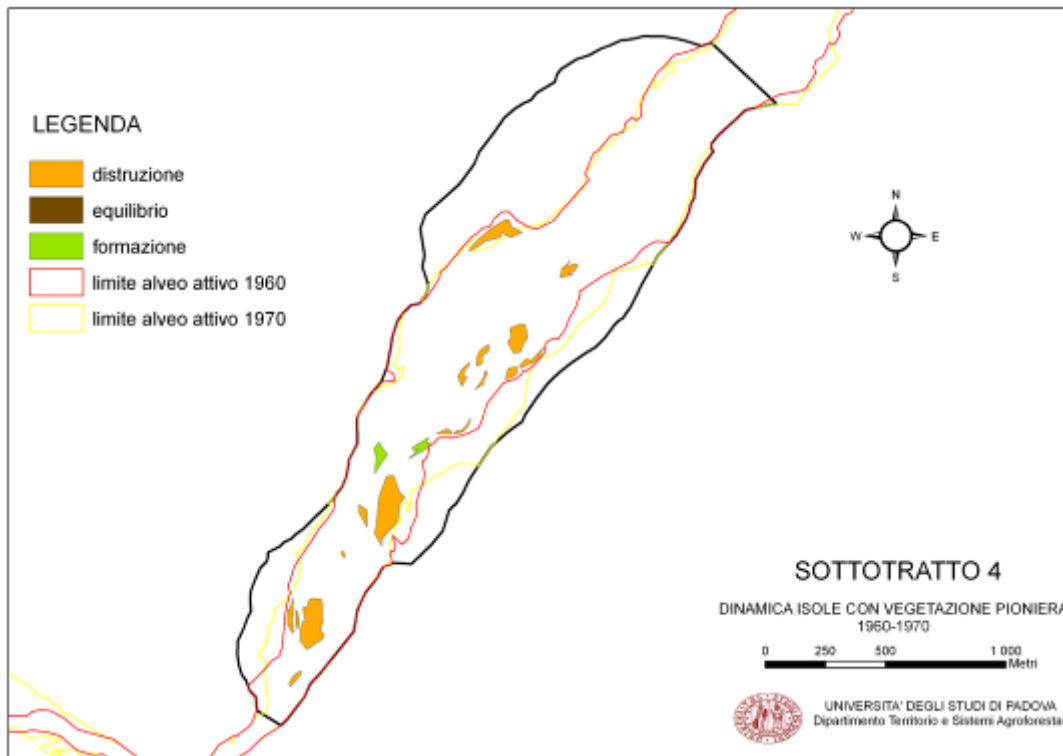 LEGENDA
distruzione
equilibrio
formazione
limite alveo attivo 1960
limite alveo attivo 1970
N
W E
S
SOTTOTRATTO 4
DINAMICA ISOLE CON VEGETAZIONE PIONIERA
1960-1970
0 250 500 1 000
Metri
UNIVERSITA' DEGLI STUDI DI PADOVA
Dipartimento Territorio e Sistemi Agroforesta